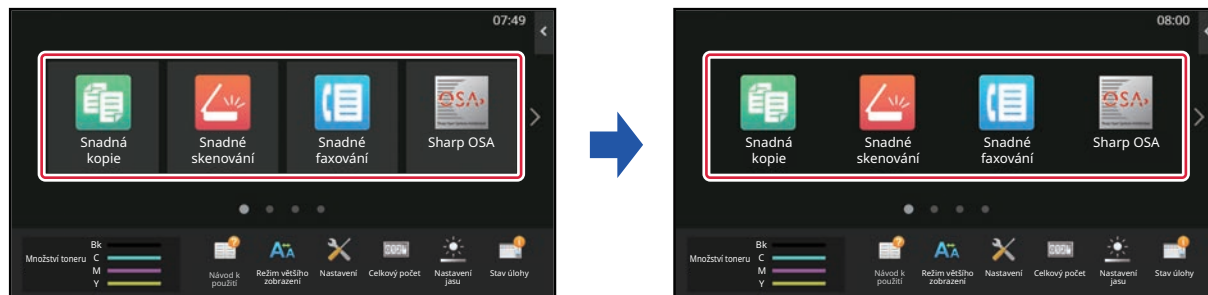 07:49
Snadná
kopie
Snadné
skenování
Snadné
faxování
OSA
Sharp OSA
Množství toneru
Bk
C
M
Y
Návod k
použití
Režim většího
zobrazení
Nastavení
Celkový počet
Nastavení
jasu
Stav úlohy
08:00
Snadná
kopie
Snadné
skenování
Snadné
faxování
OSA
Sharp OSA
Množství toneru
Bk
C
M
Y
Návod k
použití
Režim většího
zobrazení
Nastavení
Celkový počet
Nastavení
jasu
Stav úlohy